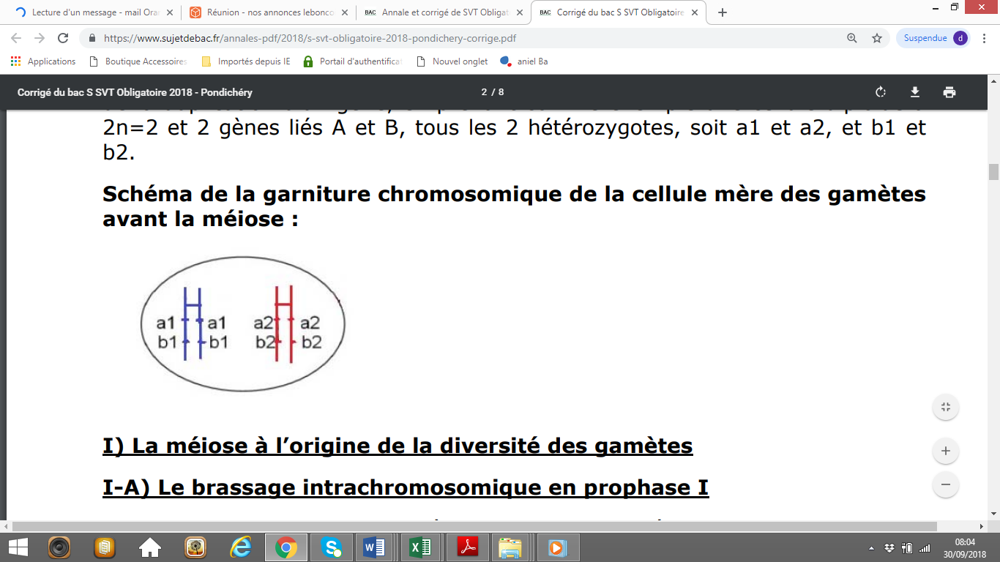 Lecture d'un message - mail Ora
Réunion - nos annonces leboncо
BAC Annale et corrigé de SVT Obligat
BAC Corrigé du bac S SVT Obligatoire
https://www.sujetdebac.fr/annales-pdf/2018/s-svt-obligatoire-2018-pondichery-corrige.pdf
Suspendue d
Applications
Boutique Accessoires
Importés depuis IE
Portail d'authentificat
Nouvel onglet
aniel Ba
Corrigé du bac S SVT Obligatoire 2018 - Pondichéry
2 / 8
2n=2 et 2 gènes liés A et B, tous les 2 hétérozygotes, soit a1 et a2, et b1 et
b2.
Schéma de la garniture chromosomique de la cellule mère des gamètes
avant la méiose :
a1 a1 a2 a2
b1 b1 b2 b2
I) La méiose à l’origine de la diversité des gamètes
I-A) Le brassage intrachromosomique en prophase I
08:04
30/09/2018